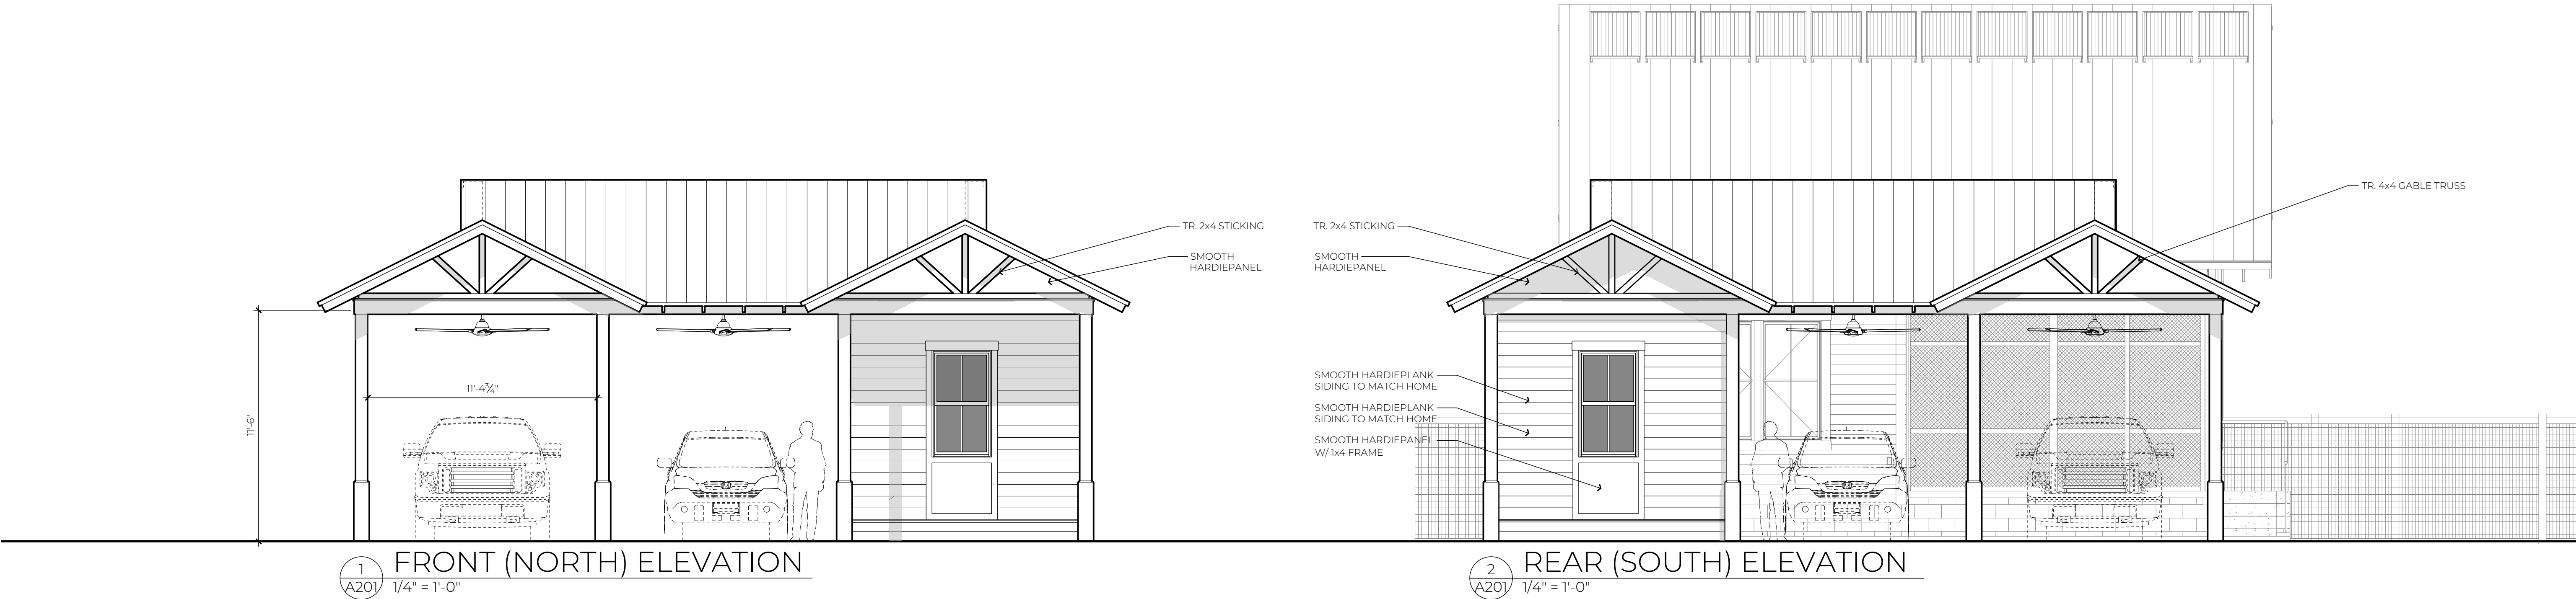 TR. 2x4 STICKING
SMOOTH
HARDIEPANEL
11'-4¾"
11'-6"
1
A201
FRONT (NORTH) ELEVATION
1/4" = 1'-0"
TR. 4x4 GABLE TRUSS
TR. 2x4 STICKING
SMOOTH
HARDIEPANEL
SMOOTH HARDIEPLANK
SIDING TO MATCH HOME
SMOOTH HARDIEPLANK
SIDING TO MATCH HOME
SMOOTH HARDIEPANEL
W/ 1x4 FRAME
2
A201
REAR (SOUTH) ELEVATION
1/4" = 1'-0"